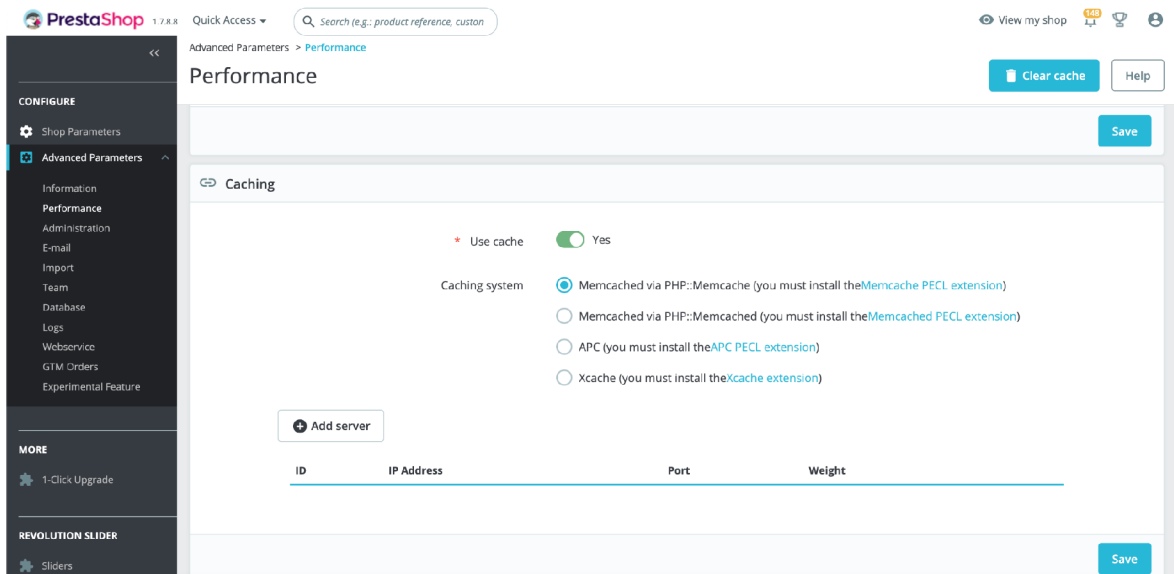 PrestaShop 1.7.8.8 Quick Access Search (e.g.: product reference, custon View my shop 148
Advanced Parameters > Performance
Performance
Clear cache
Help
CONFIGURE
Shop Parameters
Advanced Parameters
Information
Performance
Administration
E-mail
Import
Team
Database
Logs
Webservice
GTM Orders
Experimental Feature
MORE
1-Click Upgrade
REVOLUTION SLIDER
Sliders
Save
Caching
* Use cache Yes
Caching system Memcached via PHP::Memcache (you must install theMemcache PECL extension)
Memcached via PHP::Memcached (you must install theMemcached PECL extension)
APC (you must install theAPC PECL extension)
Xcache (you must install theXcache extension)
Add server
ID IP Address Port Weight
Save